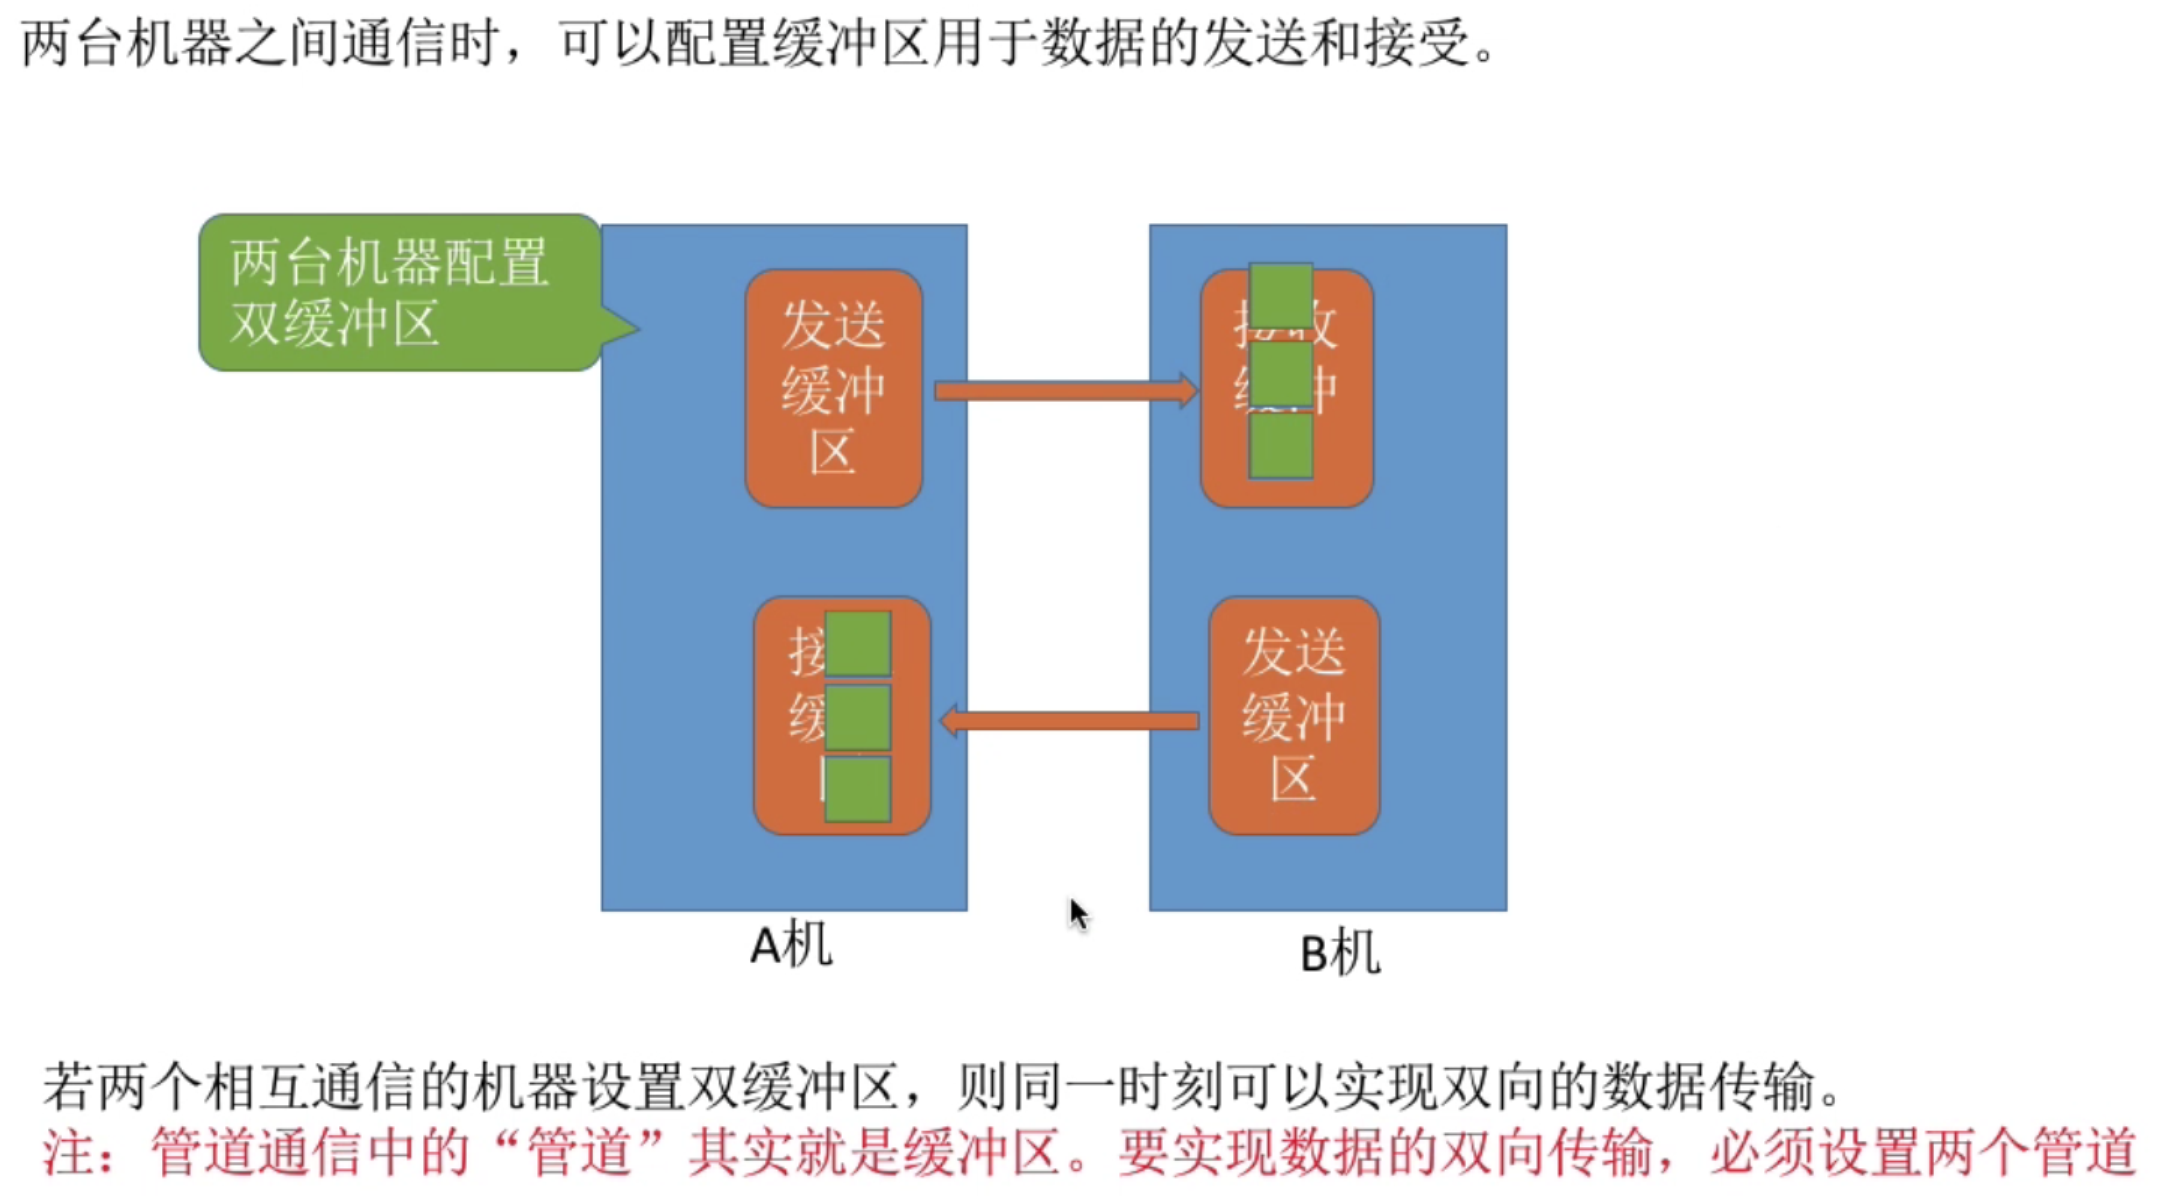 两台机器之间通信时，可以配置缓冲区用于数据的发送和接受。
两台机器配置
双缓冲区
发送
缓冲
区
收
冲
接
缓
发送
缓冲
区
A机
B机
若两个相互通信的机器设置双缓冲区，则同一时刻可以实现双向的数据传输。
注：管道通信中的“管道”其实就是缓冲区。要实现数据的双向传输，必须设置两个管道